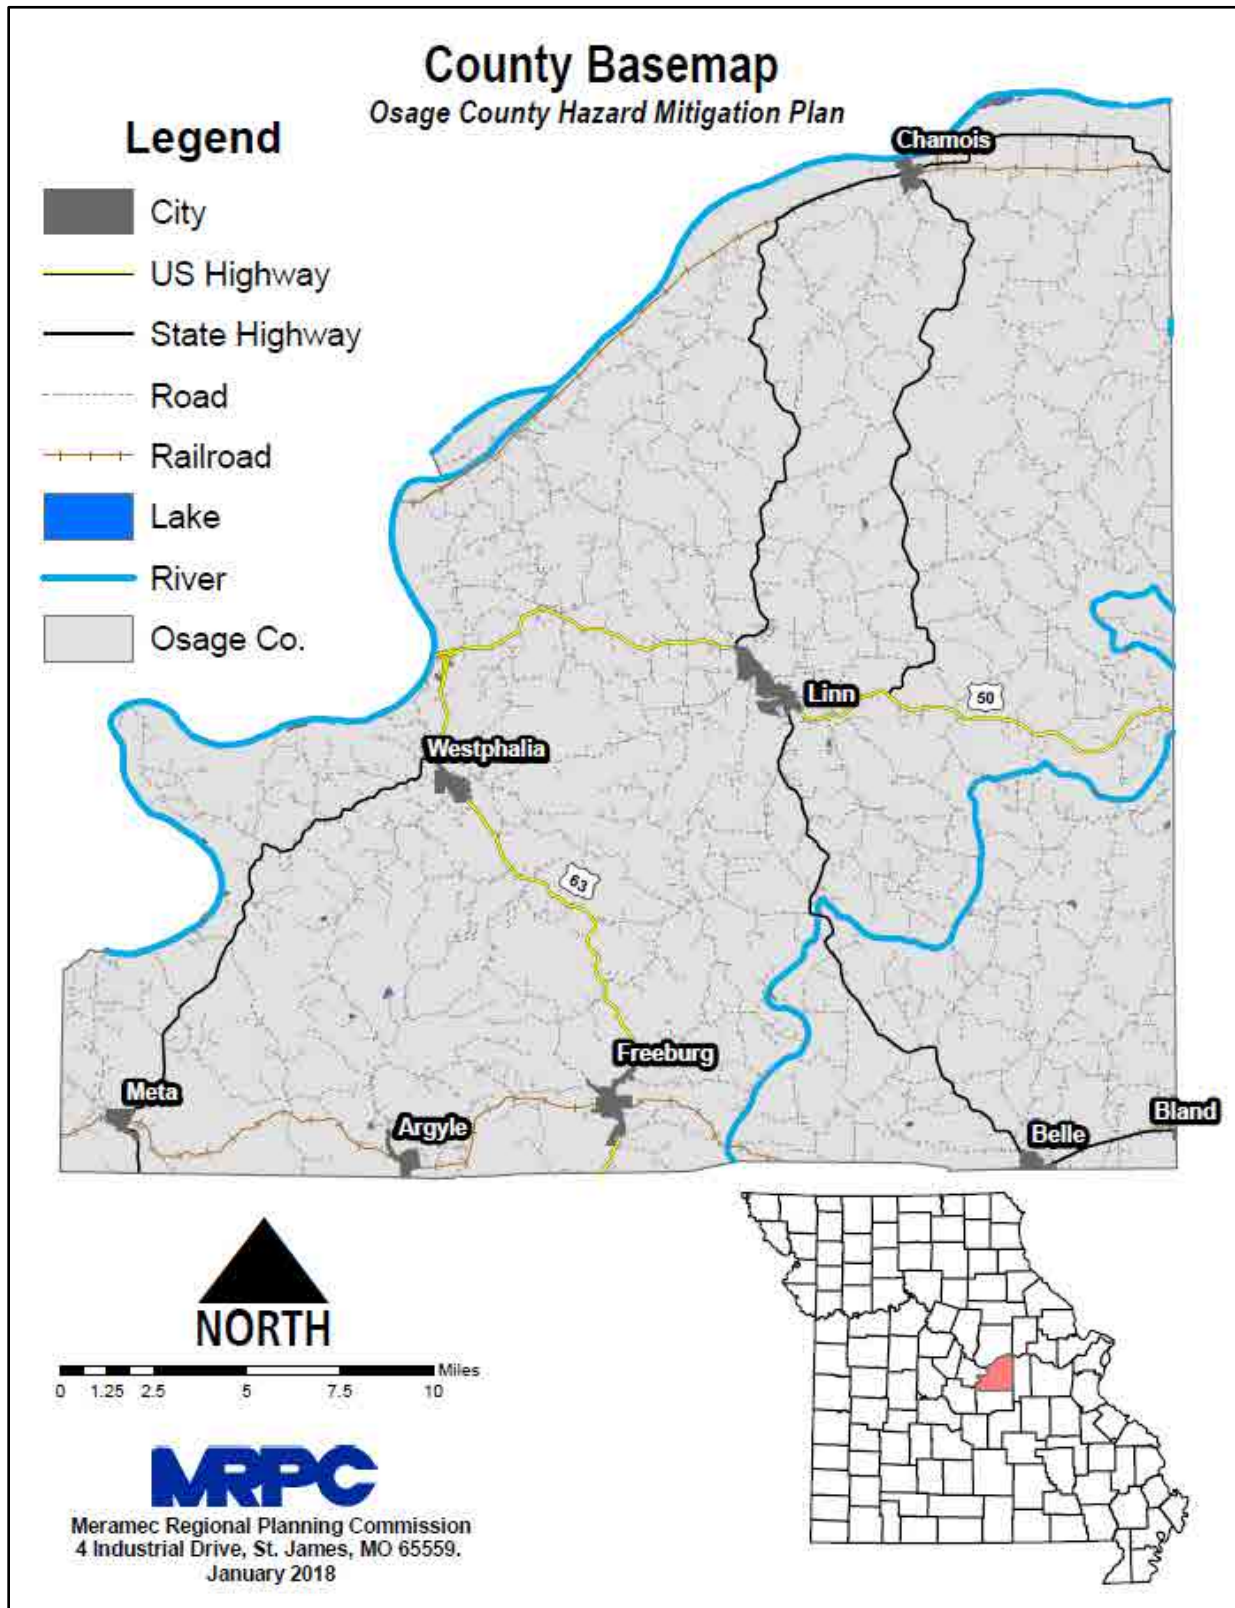 County Basemap
Osage County Hazard Mitigation Plan
Legend
City
US Highway
State Highway
Road
Railroad
Lake
River
Osage Co.
Chamois
Linn
50
Westphalia
63
Freeburg
Meta
Argyle
Belle
Bland
NORTH
Miles
0 1.25 2.5 5 7.5 10
MRPC
Meramec Regional Planning Commission
4 Industrial Drive, St. James, MO 65559.
January 2018